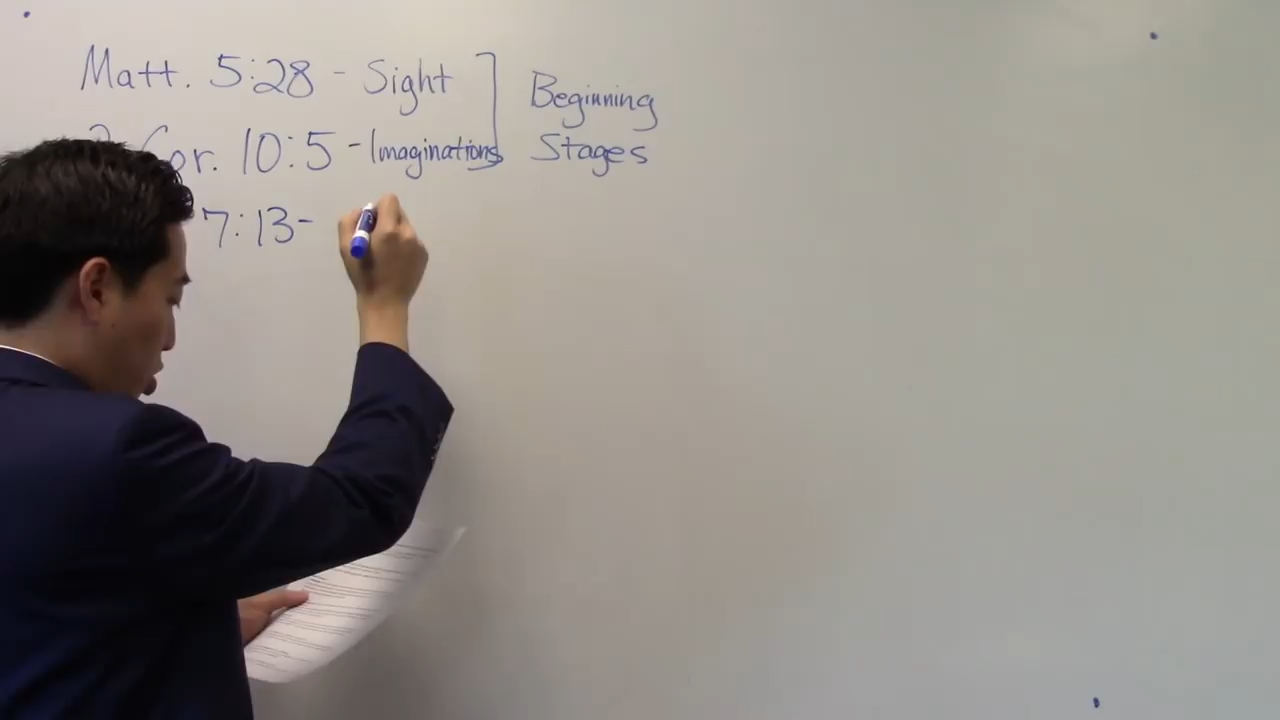 Matt. 5:28 - Sight
Cor. 10:5 - Imaginations
7:13-
Beginning
Stages